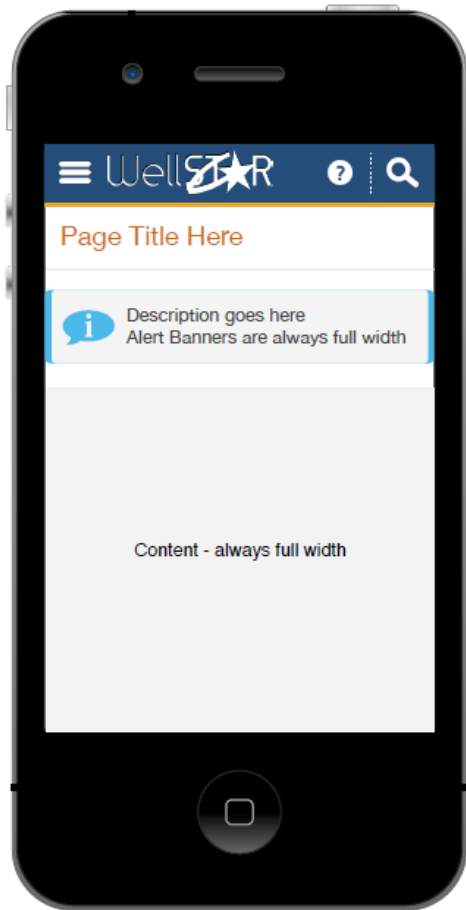 WellSTAR
?
Page Title Here
i
Description goes here
Alert Banners are always full width
Content - always full width